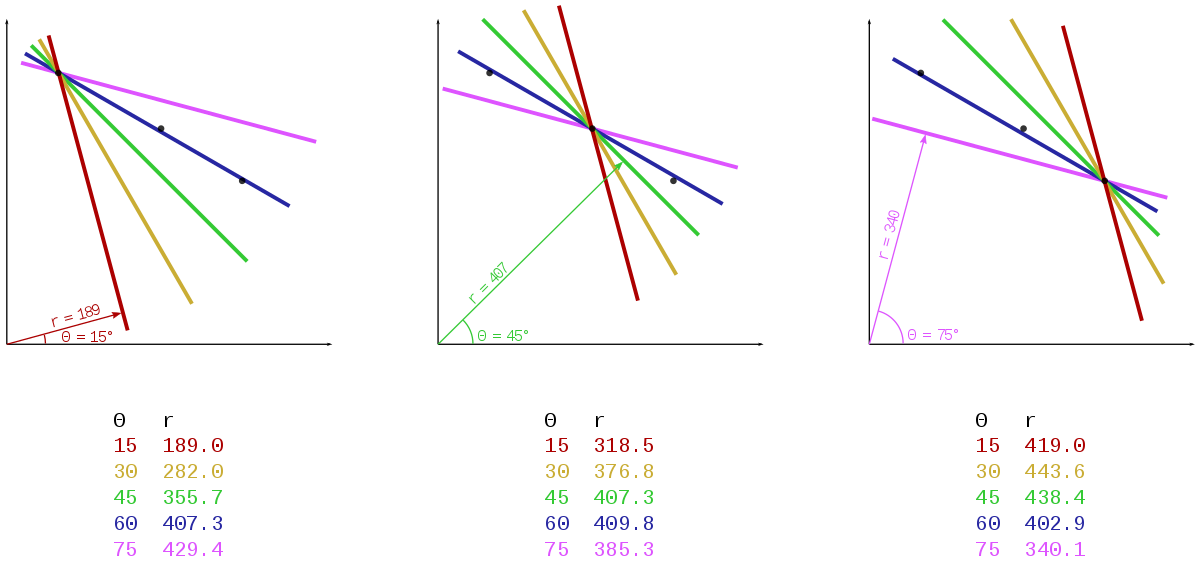 r = 189
Θ = 15°
r = 407
Θ = 45°
r = 340
Θ = 75°
Θ r
15 189.0
30 282.0
45 355.7
60 407.3
75 429.4
Θ r
15 318.5
30 376.8
45 407.3
60 409.8
75 385.3
Θ r
15 419.0
30 443.6
45 438.4
60 402.9
75 340.1